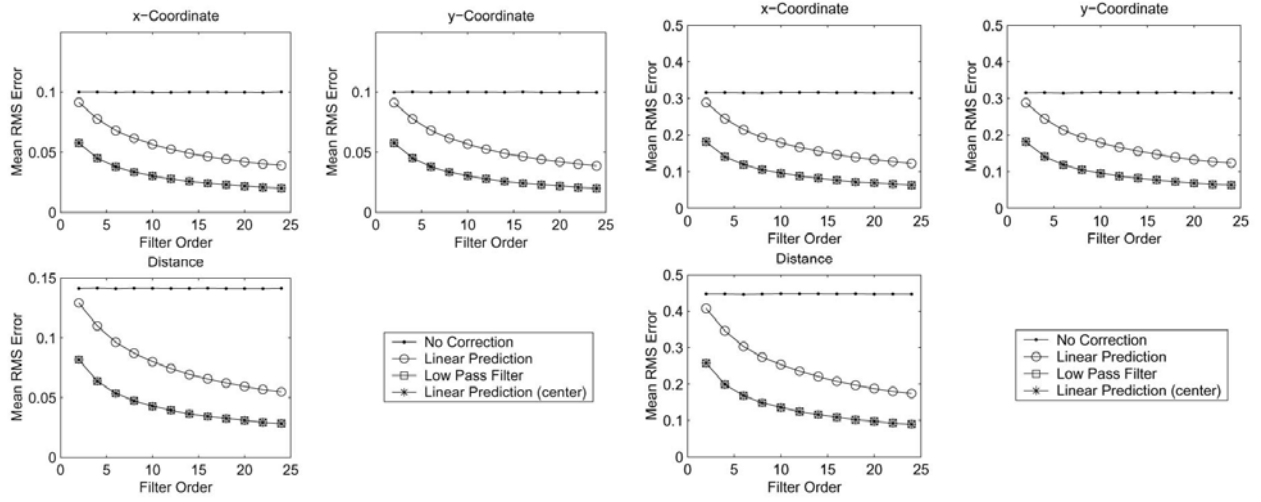 x-Coordinate
Mean RMS Error
0.1
0.05
0
0 5 10 15 20 25
Filter Order
y-Coordinate
Mean RMS Error
0.1
0.05
0
0 5 10 15 20 25
Filter Order
Distance
Mean RMS Error
0.15
0.1
0.05
0
0 5 10 15 20 25
Filter Order
No Correction
Linear Prediction
Low Pass Filter
Linear Prediction (center)
x-Coordinate
Mean RMS Error
0.5
0.4
0.3
0.2
0.1
0
0 5 10 15 20 25
Filter Order
y-Coordinate
Mean RMS Error
0.5
0.4
0.3
0.2
0.1
0
0 5 10 15 20 25
Filter Order
Distance
Mean RMS Error
0.5
0.4
0.3
0.2
0.1
0
0 5 10 15 20 25
Filter Order
No Correction
Linear Prediction
Low Pass Filter
Linear Prediction (center)